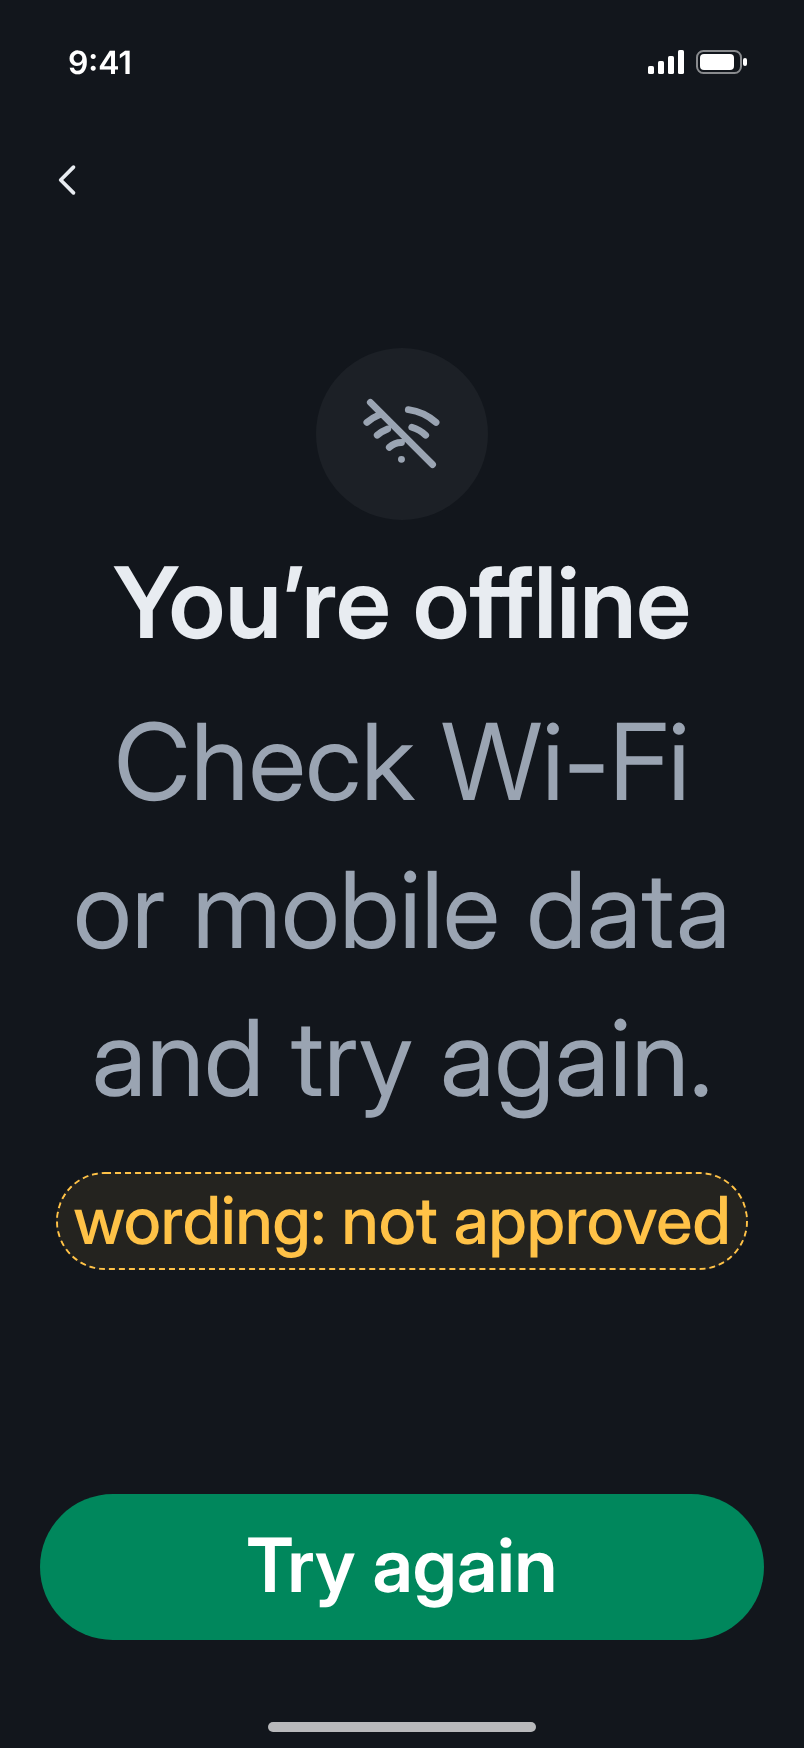 9:41
You’re offline
Check Wi-Fi
or mobile data
and try again.
wording: not approved
Try again